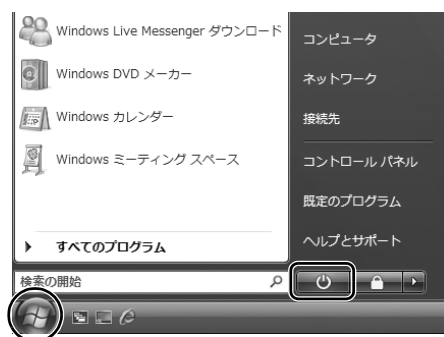 Windows Live Messenger ダウンロード
Windows DVD メーカー
Windows カレンダー
Windows ミーティング スペース
すべてのプログラム
検索の開始
コンピュータ
ネットワーク
接続先
コントロール パネル
既定のプログラム
ヘルプとサポート